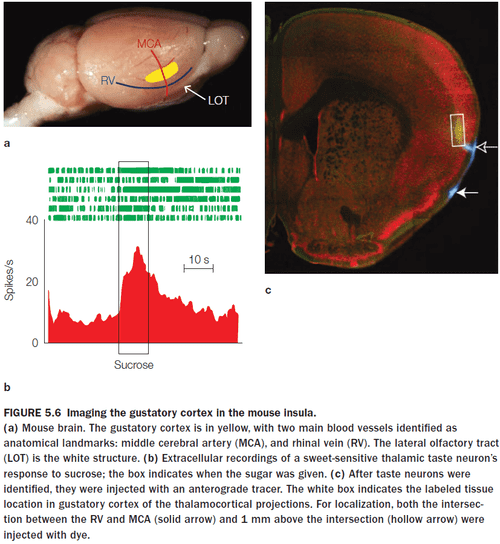 MCA
RV
LOT
a
40
20
0
Spikes/s
10 s
Sucrose
b
c
FIGURE 5.6 Imaging the gustatory cortex in the mouse insula.
(a) Mouse brain. The gustatory cortex is in yellow, with two main blood vessels identified as
anatomical landmarks: middle cerebral artery (MCA), and rhinal vein (RV). The lateral olfactory tract
(LOT) is the white structure. (b) Extracellular recordings of a sweet-sensitive thalamic taste neuron's
response to sucrose; the box indicates when the sugar was given. (c) After taste neurons were
identified, they were injected with an anterograde tracer. The white box indicates the labeled tissue
location in gustatory cortex of the thalamocortical projections. For localization, both the intersec-
tion between the RV and MCA (solid arrow) and 1 mm above the intersection (hollow arrow) were
injected with dye.